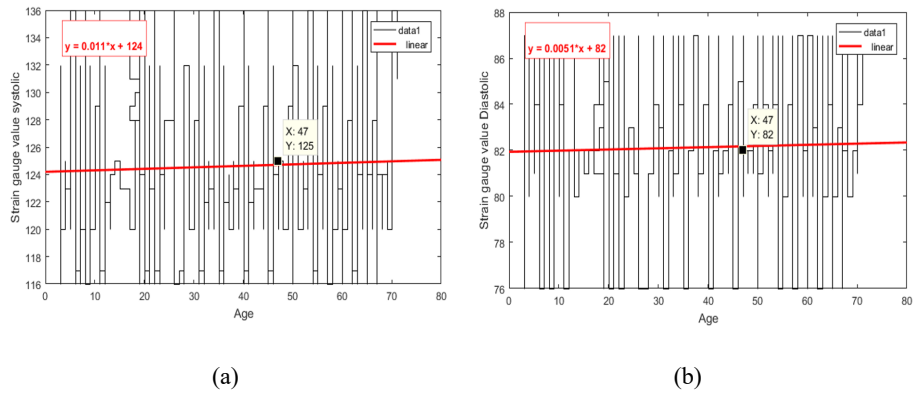 136
134
132
130
128
126
124
122
120
118
116
Strain gauge value systolic
y = 0.011*x + 124
data1
linear
X: 47
Y: 125
0 10 20 30 40 50 60 70 80
Age
(a)
88
86
84
82
80
78
76
Strain gauge value Diastolic
y = 0.0051*x + 82
data1
linear
X: 47
Y: 82
0 10 20 30 40 50 60 70 80
Age
(b)